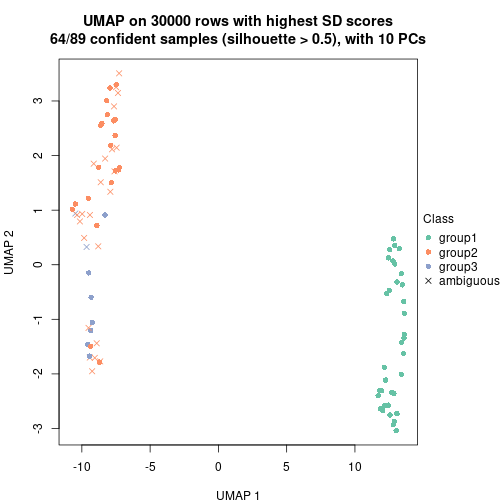 UMAP on 30000 rows with highest SD scores
64/89 confident samples (silhouette > 0.5), with 10 PCs
3
2
1
0
-1
-2
-3
UMAP 2
-10
-5
0
5
10
UMAP 1
Class
group1
group2
group3
ambiguous